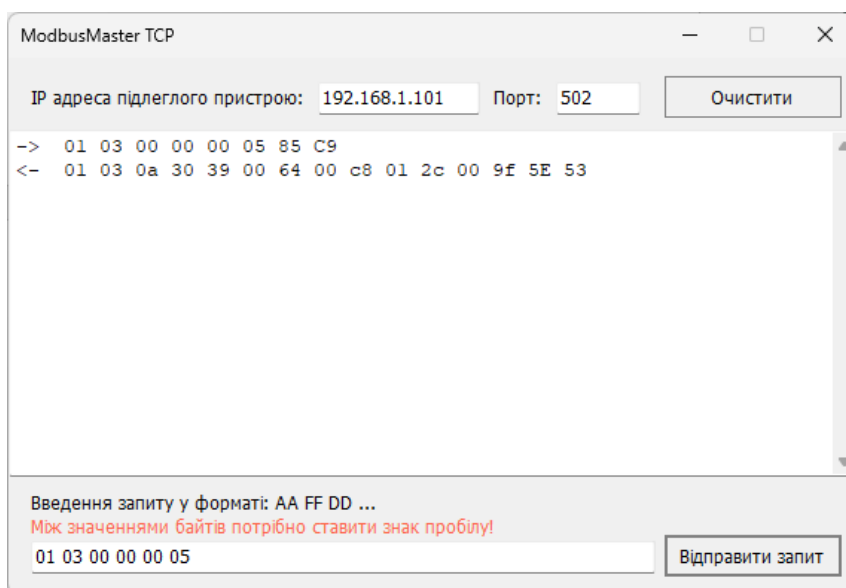 ModbusMaster TCP
IP адреса підлеглого пристрою: 192.168.1.101 Порт: 502 Очистити
-> 01 03 00 00 00 05 85 C9
<- 01 03 0a 30 39 00 64 00 c8 01 2c 00 9f 5E 53
Введення запиту у форматі: AA FF DD ...
Між значеннями байтів потрібно ставити знак пробілу!
01 03 00 00 00 05 Відправити запит